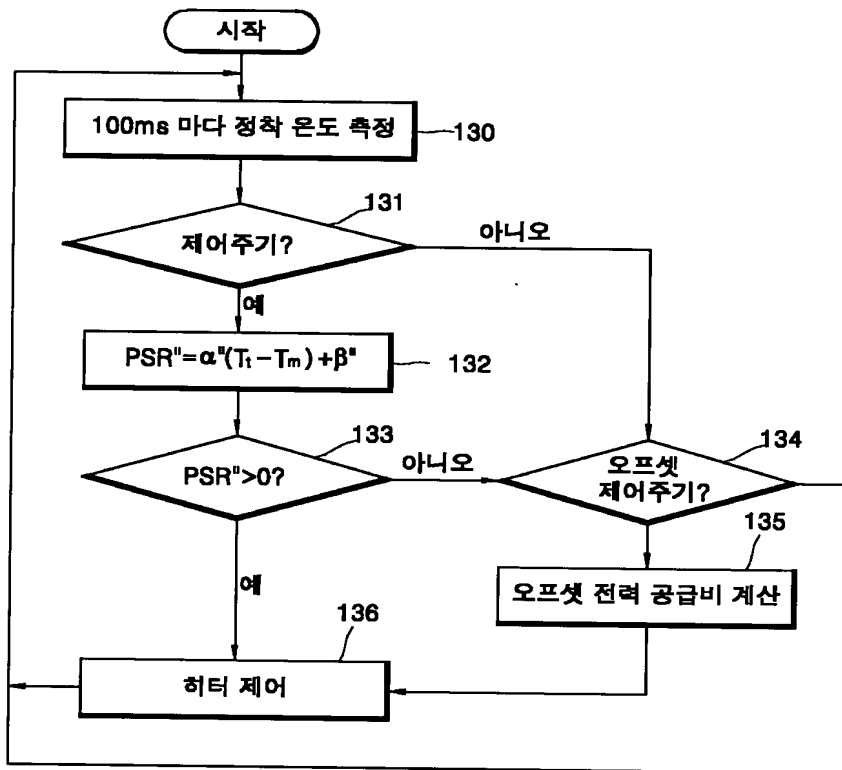 시작
100ms 마다 정착 온도 측정
130
131
제어주기?
아니오
예
PSR"=α"(Tt－Tm)+β"
132
133
PSR">0?
아니오
134
오프셋
제어주기?
135
예
오프셋 전력 공급비 계산
136
히터 제어